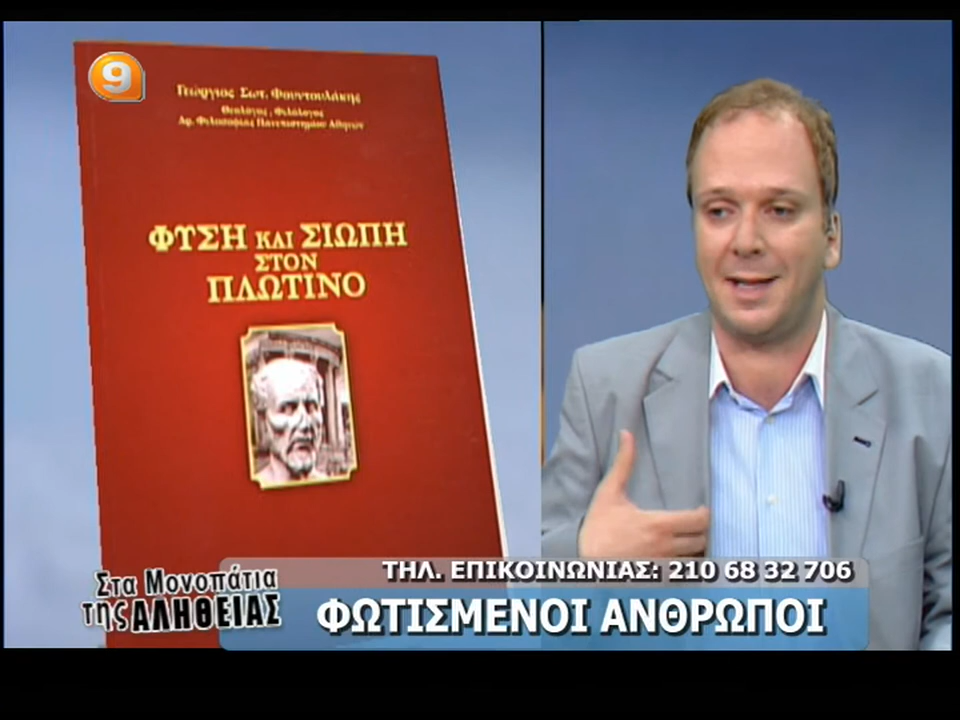 9
Γεώργιος Σωτ. Φουντουλάκης
Θεολόγος, Φιλόλογος
Δρ. Φιλοσοφίας Πανεπιστημίου Αθηνών
ΦΥΣΗ ΚΑΙ ΣΙΩΠΗ
ΣΤΟΝ
ΠΛΩΤΙΝΟ
Στα Μονοπάτια
της ΑΛΗΘΕΙΑΣ
ΤΗΛ. ΕΠΙΚΟΙΝΩΝΙΑΣ: 210 68 32 706
ΦΩΤΙΣΜΕΝΟΙ ΑΝΘΡΩΠΟΙ